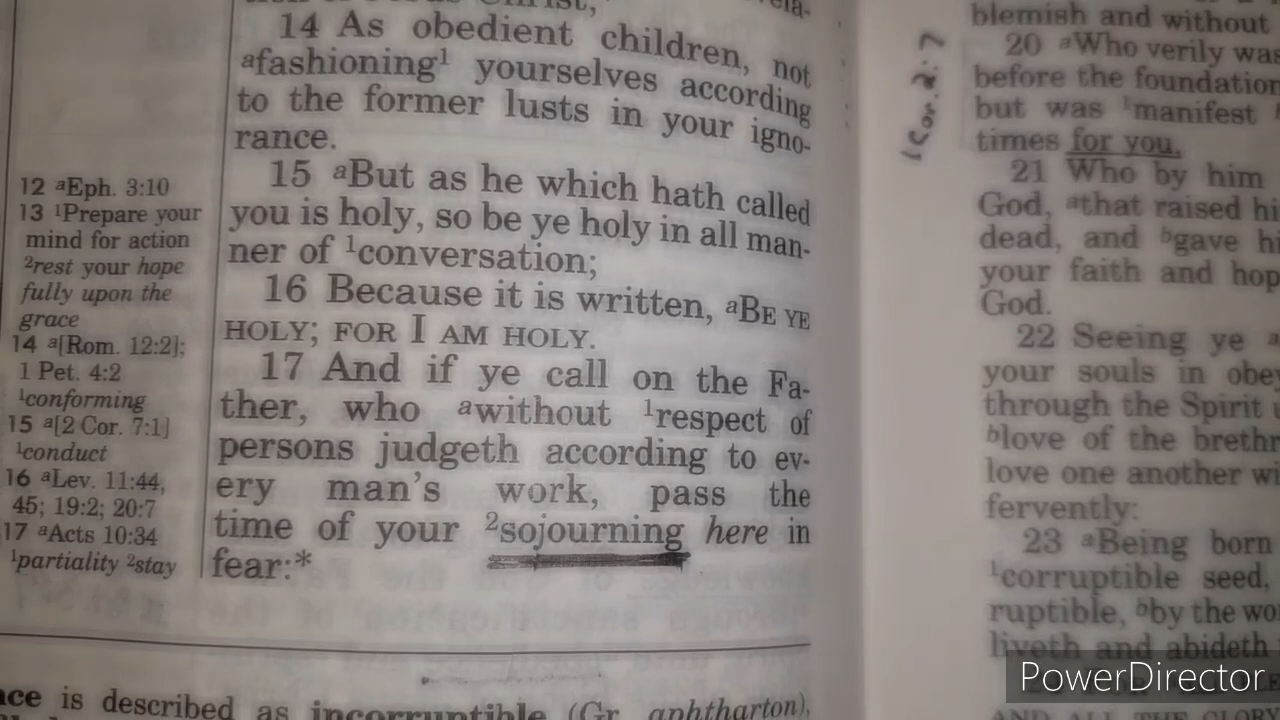 14 As obedient children, not
ᵃfashioning¹ yourselves according
to the former lusts in your igno-
rance.
15 ᵃBut as he which hath called
you is holy, so be ye holy in all man-
ner of ¹conversation;
16 Because it is written, ᵃBE YE
HOLY; FOR I AM HOLY.
17 And if ye call on the Fa-
ther, who ᵃwithout ¹respect of
persons judgeth according to ev-
ery man's work, pass the
time of your ²sojourning here in
fear:*
12 ᵃEph. 3:10
13 ¹Prepare your
mind for action
²rest your hope
fully upon the
grace
14 ᵃ[Rom. 12:2];
1 Pet. 4:2
¹conforming
15 ᵃ[2 Cor. 7:1]
¹conduct
16 ᵃLev. 11:44,
45; 19:2; 20:7
17 ᵃActs 10:34
¹partiality ²stay
is described as incorruptible (Gr. aphtharton),
1 Cor. 2:7
blemish and without
20 ᵃWho verily was
before the foundation
but was ¹manifest
times for you,
21 Who by him
God, ᵃthat raised hi
dead, and ᵇgave hi
your faith and hop
God.
22 Seeing ye
your souls in obe
through the Spirit
ᵇlove of the brethr
love one another wi
fervently:
23 ᵃBeing born
¹corruptible seed,
ruptible, ᵇby the wo
liveth and abideth
AND ALL THE GLORY
PowerDirector